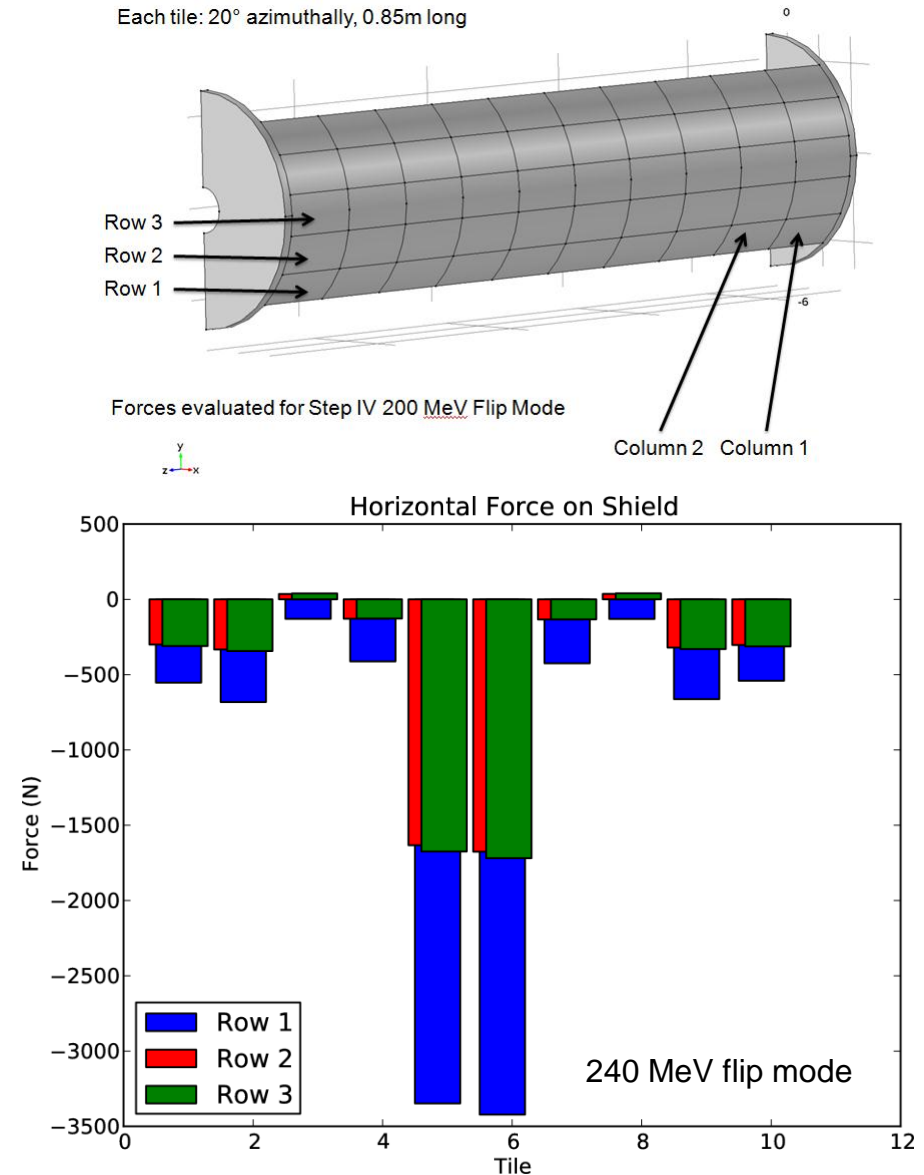 Each tile: 20° azimuthally, 0.85m long
0
Row 3
Row 2
Row 1
-6
Forces evaluated for Step IV 200 MeV Flip Mode
Column 2 Column 1
y
z x
Horizontal Force on Shield
500
0
−500
−1000
−1500
−2000
−2500
−3000
−3500
Force (N)
Row 1
Row 2
Row 3
240 MeV flip mode
0 2 4 6 8 10 12
Tile